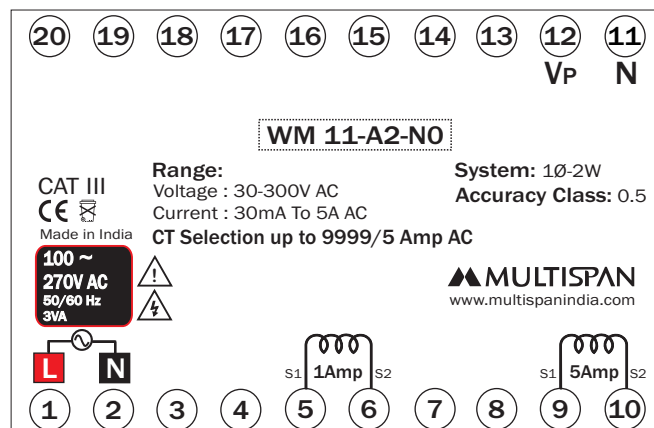 20 19 18 17 16 15 14 13 12 11
VP N
WM 11-A2-N0
Range:
Voltage : 30-300V AC
Current : 30mA To 5A AC
CT Selection up to 9999/5 Amp AC
System: 1Ø-2W
Accuracy Class: 0.5
CAT III
CE
Made in India
100 ~
270V AC
50/60 Hz
3VA
MULTISPAN
www.multispanindia.com
L N
S1 1Amp S2
S1 5Amp S2
1 2 3 4 5 6 7 8 9 10